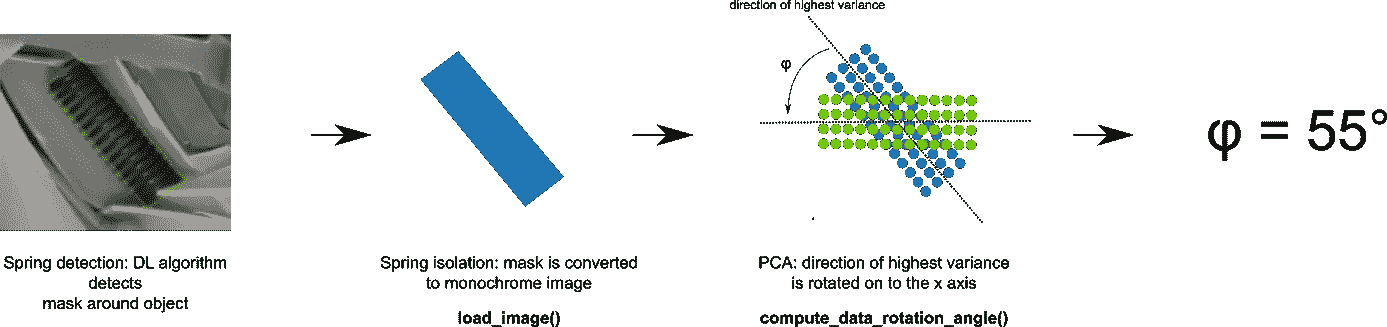 direction of highest variance
φ
φ = 55°
Spring detection: DL algorithm
detects
mask around object
Spring isolation: mask is converted
to monochrome image
load_image()
PCA: direction of highest variance
is rotated on to the x axis
compute_data_rotation_angle()